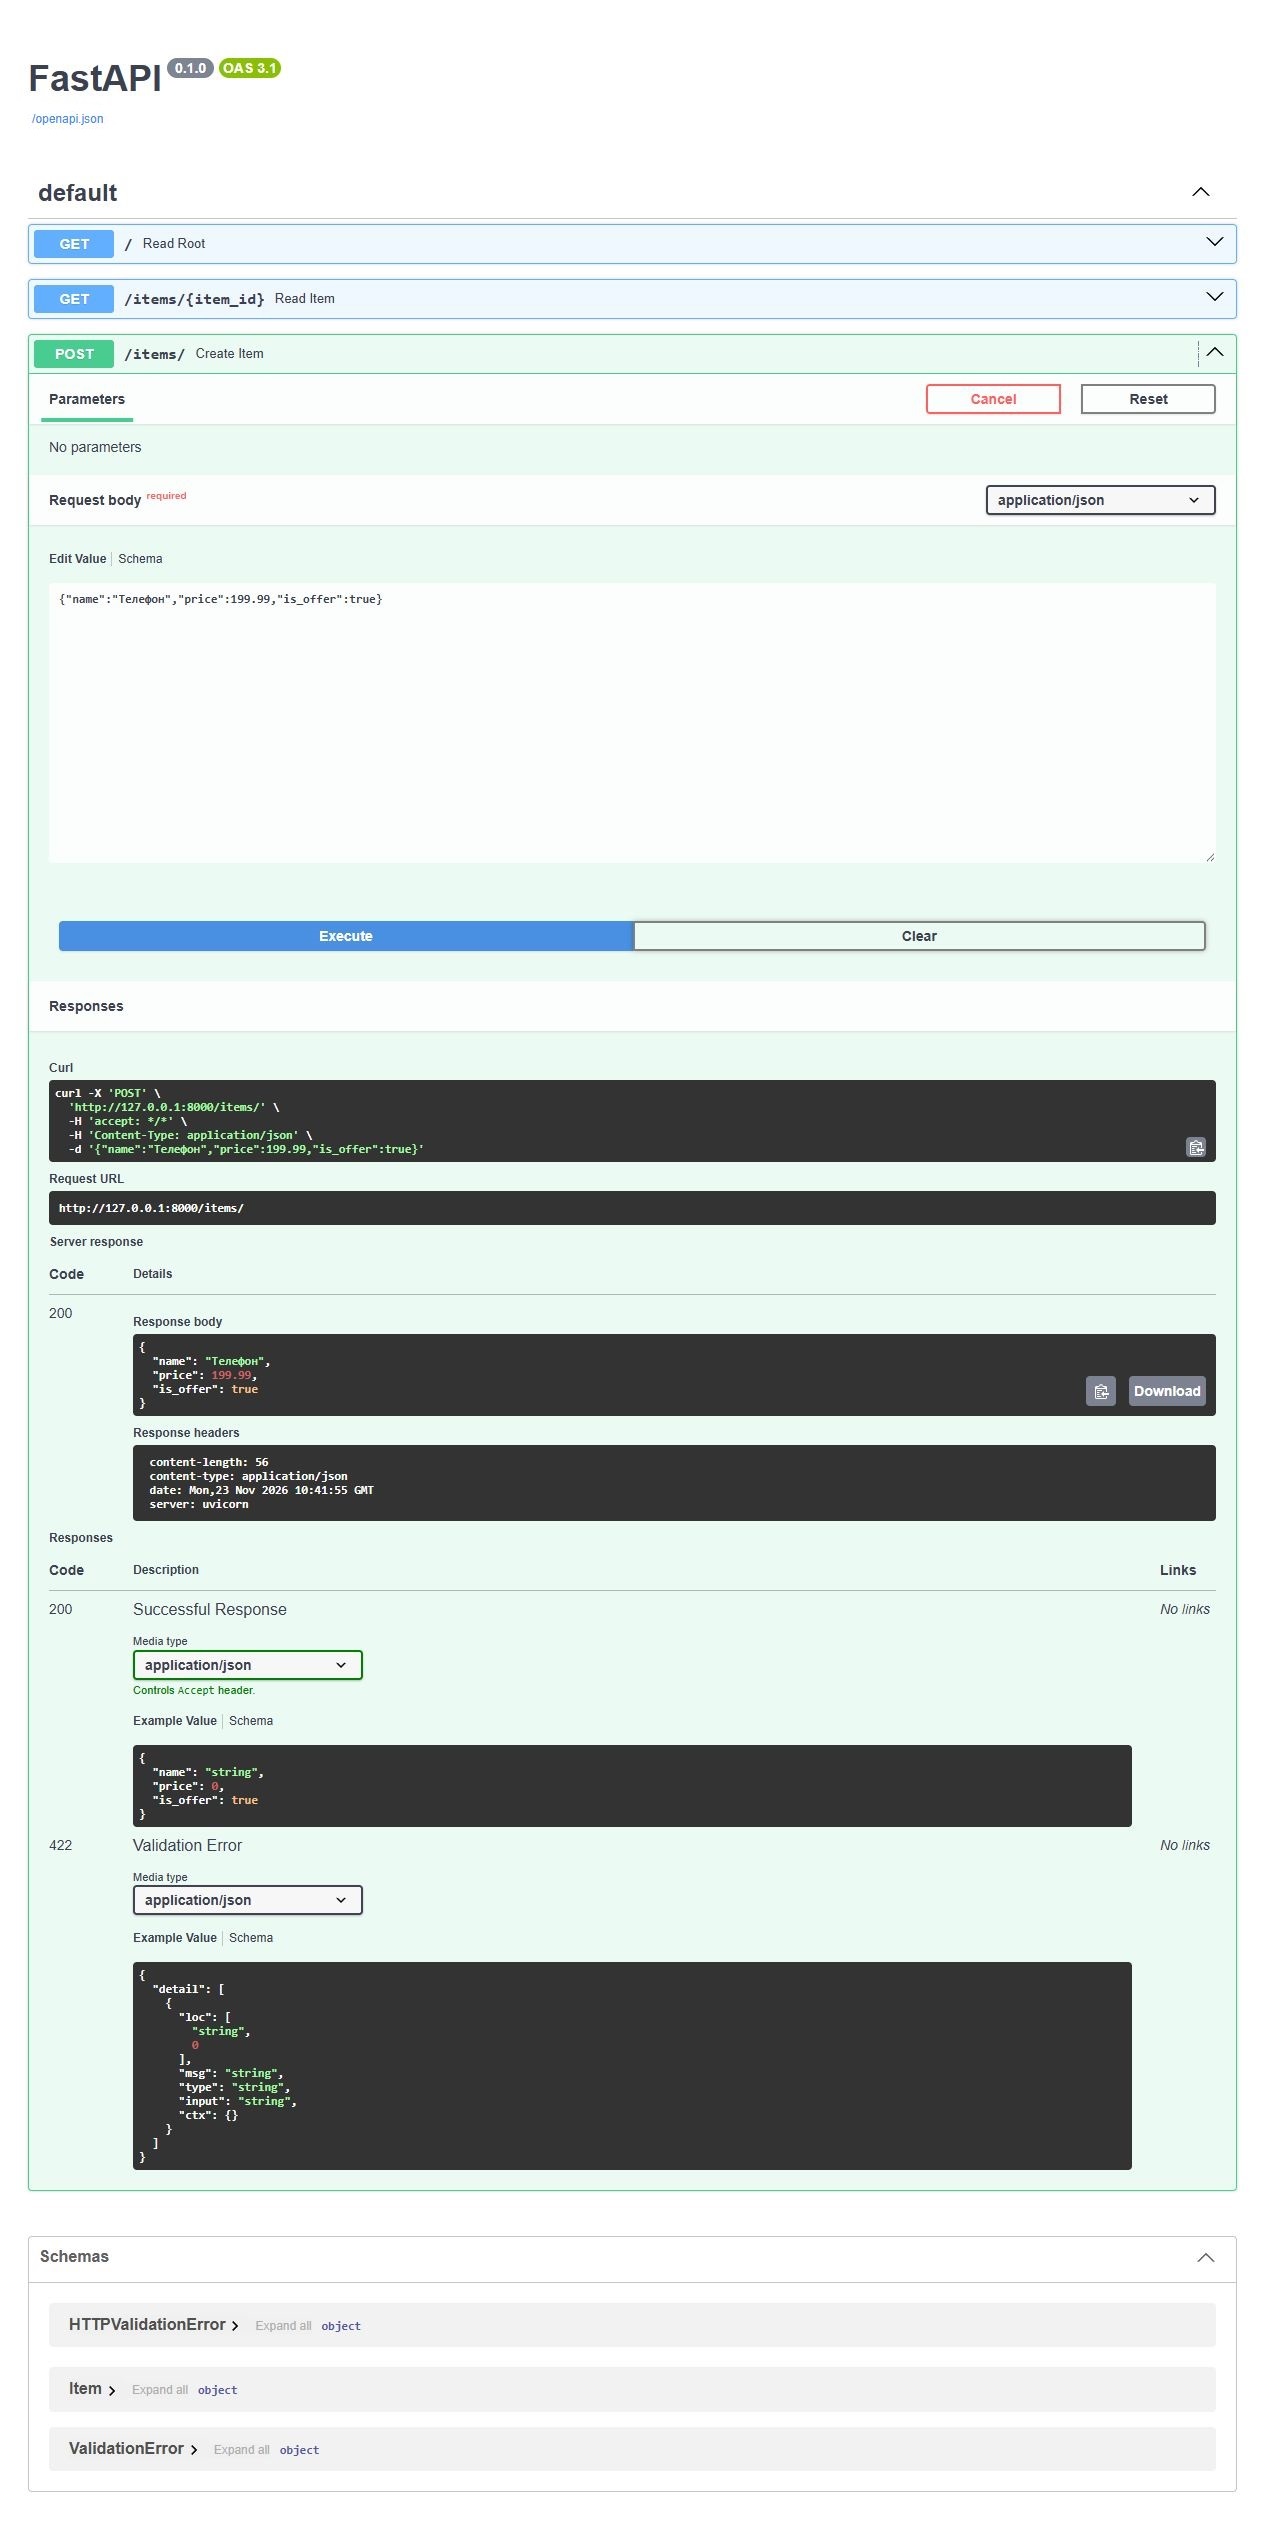 FastAPI 0.1.0 OAS 3.1
/openapi.json
default
GET / Read Root
GET /items/{item_id} Read Item
POST /items/ Create Item
Parameters Cancel Reset
No parameters
Request body required application/json
Edit Value Schema
{"name":"Телефон","price":199.99,"is_offer":true}
Execute Clear
Responses
Curl
curl -X 'POST' \
  'http://127.0.0.1:8000/items/' \
  -H 'accept: */*' \
  -H 'Content-Type: application/json' \
  -d '{"name":"Телефон","price":199.99,"is_offer":true}'
Request URL
http://127.0.0.1:8000/items/
Server response
Code Details
200
Response body
{
  "name": "Телефон",
  "price": 199.99,
  "is_offer": true
}
Download
Response headers
content-length: 56
content-type: application/json
date: Mon,23 Nov 2026 10:41:55 GMT
server: uvicorn
Responses
Code Description Links
200 Successful Response No links
Media type
application/json
Controls Accept header.
Example Value Schema
{
  "name": "string",
  "price": 0,
  "is_offer": true
}
422 Validation Error No links
Media type
application/json
Example Value Schema
{
  "detail": [
    {
      "loc": [
        "string",
        0
      ],
      "msg": "string",
      "type": "string",
      "input": "string",
      "ctx": {}
    }
  ]
}
Schemas
HTTPValidationError Expand all object
Item Expand all object
ValidationError Expand all object